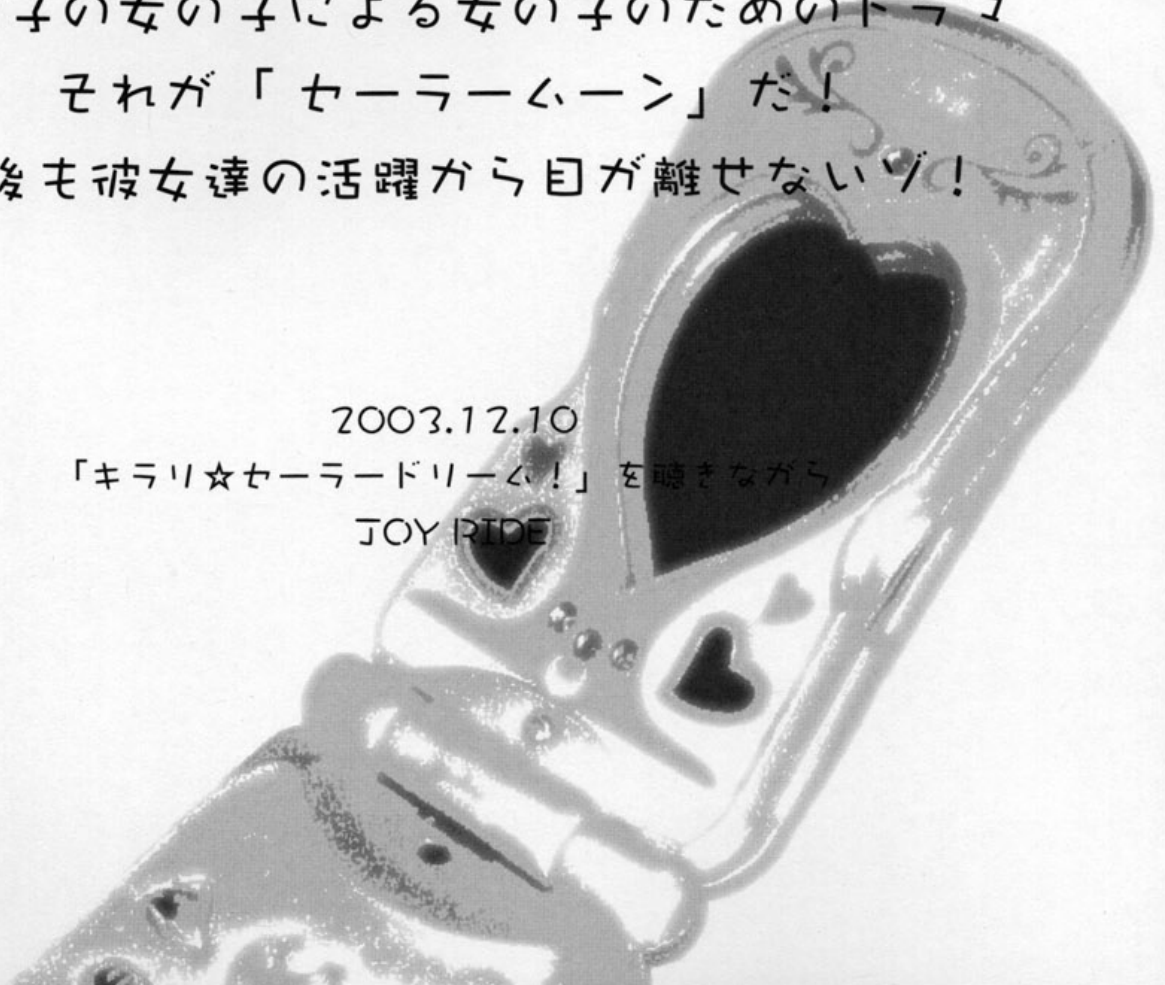 子の女の子による女の子のためのドラマ
それが「セーラームーン」だ！
後も彼女達の活躍から目が離せないゾ！
2003.12.10
「キラリ☆セーラードリーム！」を聴きながら
JOY RIDE